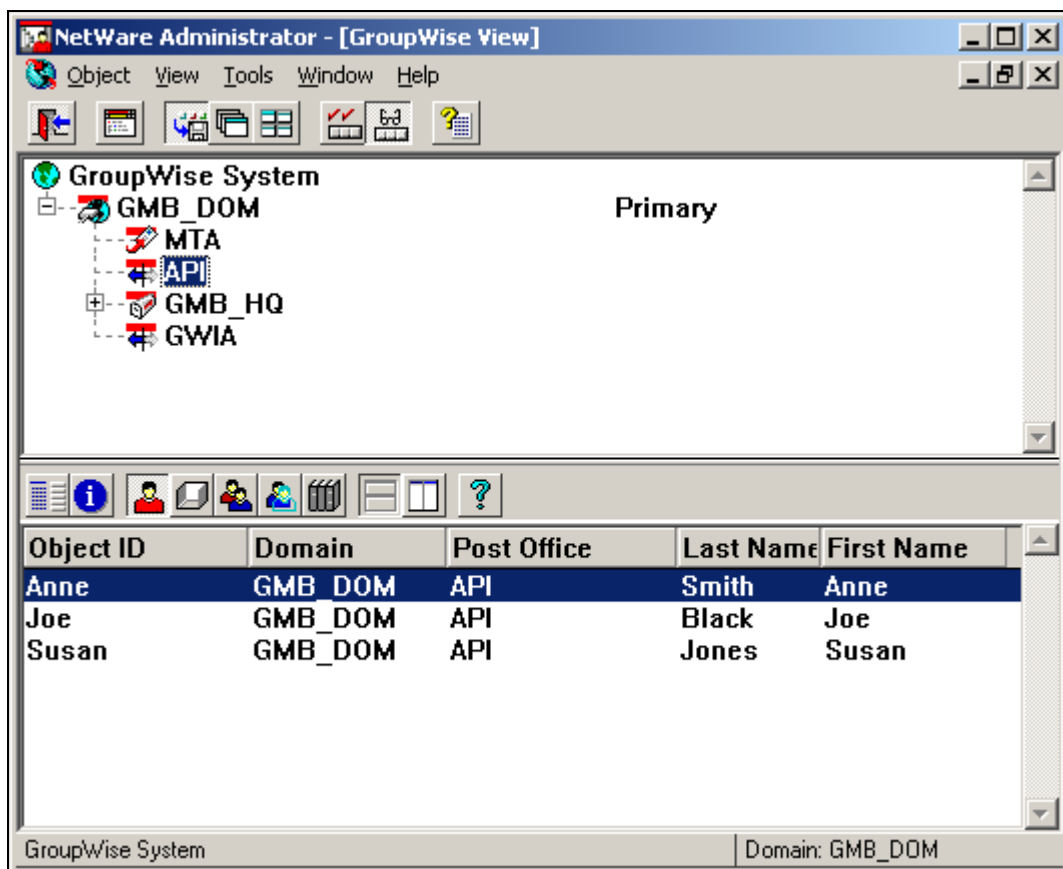 NetWare Administrator - [GroupWise View]
Object View Tools Window Help
GroupWise System
GMB_DOM Primary
MTA
API
GMB_HQ
GWIA
Object ID Domain Post Office Last Name First Name
Anne GMB_DOM API Smith Anne
Joe GMB_DOM API Black Joe
Susan GMB_DOM API Jones Susan
GroupWise System Domain: GMB_DOM